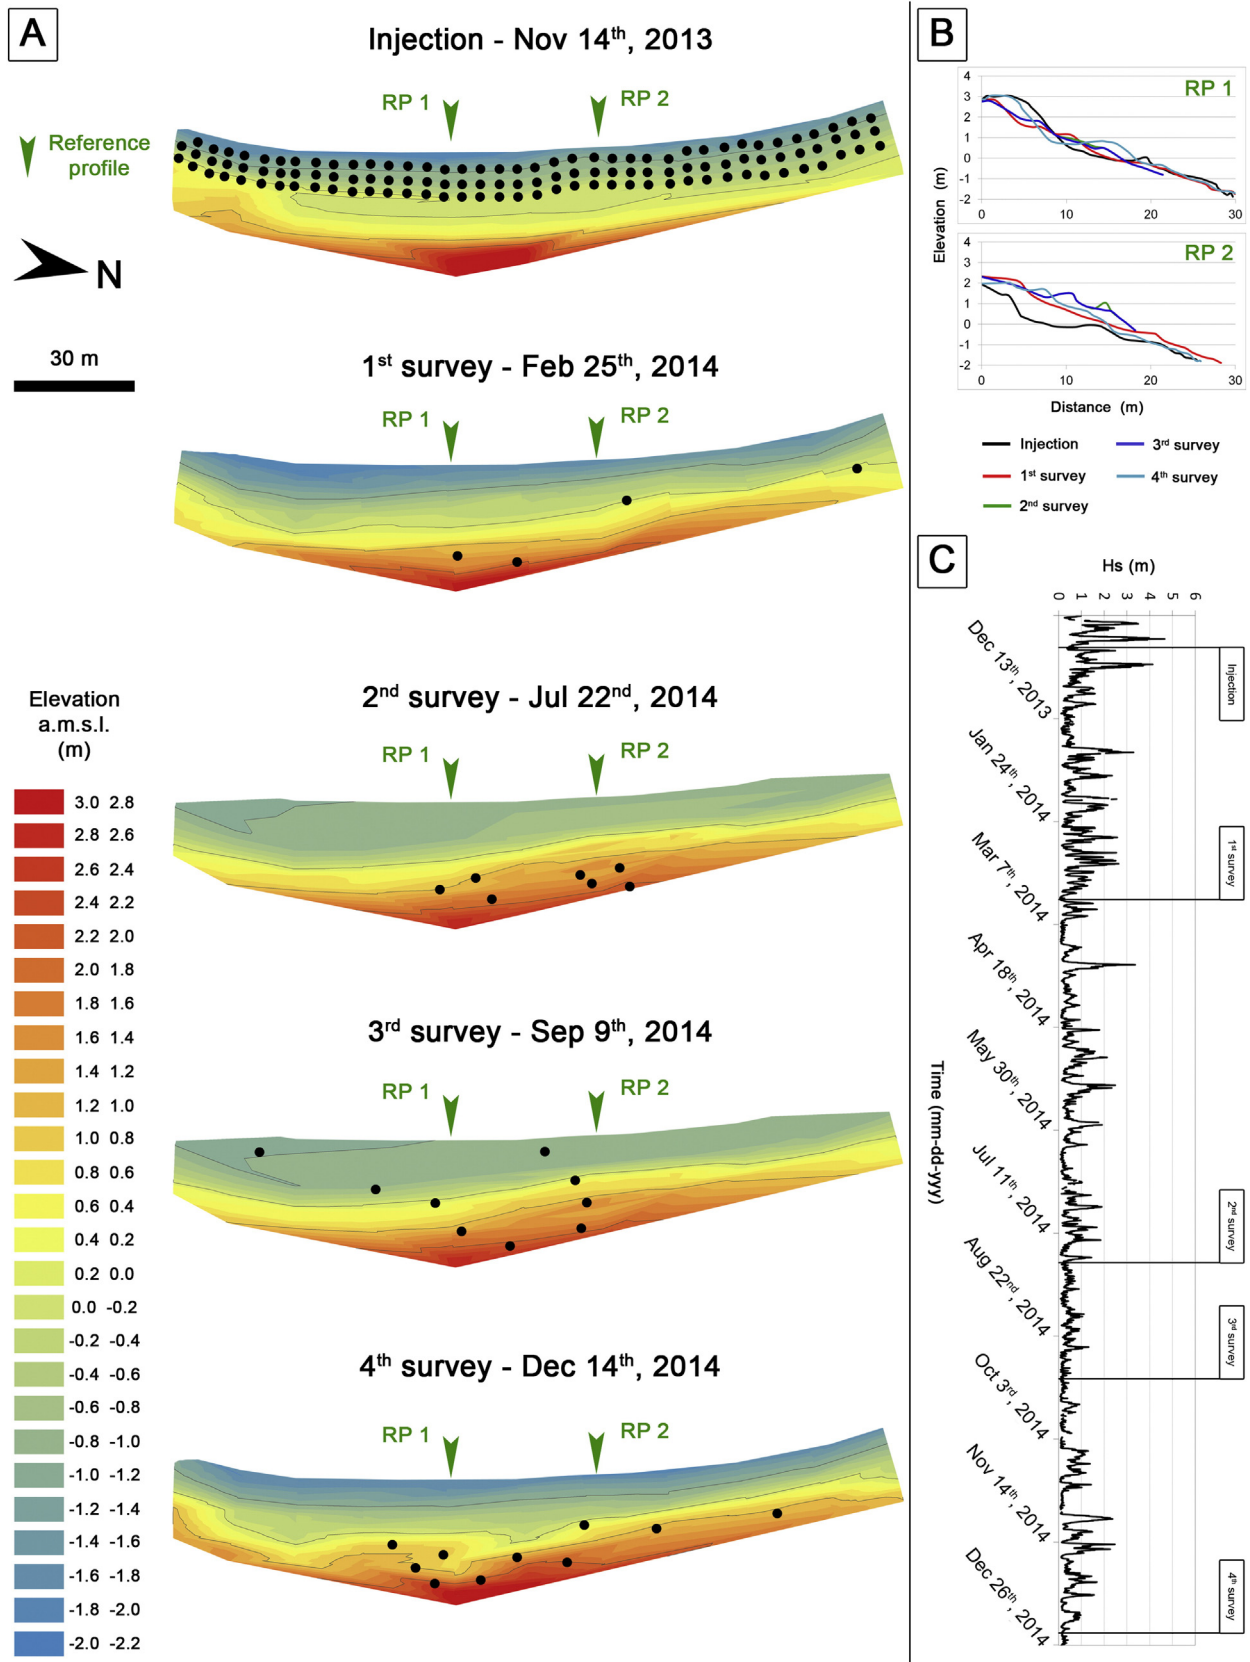 A
Injection - Nov 14th, 2013
RP 1
RP 2
Reference
profile
N
30 m
1st survey - Feb 25th, 2014
RP 1
RP 2
2nd survey - Jul 22nd, 2014
RP 1
RP 2
Elevation
a.m.s.l.
(m)
3.0 2.8
2.8 2.6
2.6 2.4
2.4 2.2
2.2 2.0
2.0 1.8
1.8 1.6
1.6 1.4
1.4 1.2
1.2 1.0
1.0 0.8
0.8 0.6
0.6 0.4
0.4 0.2
0.2 0.0
0.0 -0.2
-0.2 -0.4
-0.4 -0.6
-0.6 -0.8
-0.8 -1.0
-1.0 -1.2
-1.2 -1.4
-1.4 -1.6
-1.6 -1.8
-1.8 -2.0
-2.0 -2.2
3rd survey - Sep 9th, 2014
RP 1
RP 2
4th survey - Dec 14th, 2014
RP 1
RP 2
B
RP 1
4
3
2
1
0
-1
-2
0 10 20 30
RP 2
4
3
2
1
0
-1
-2
0 10 20 30
Elevation (m)
Distance (m)
Injection
1st survey
2nd survey
3rd survey
4th survey
C
Hs (m)
0 1 2 3 4 5 6
Dec 13th, 2013
Jan 24th, 2014
Mar 7th, 2014
Apr 18th, 2014
May 30th, 2014
Jul 11th, 2014
Aug 22nd, 2014
Oct 3rd, 2014
Nov 14th, 2014
Dec 26th, 2014
Time (mm-dd-yyy)
Injection
1st survey
2nd survey
3rd survey
4th survey